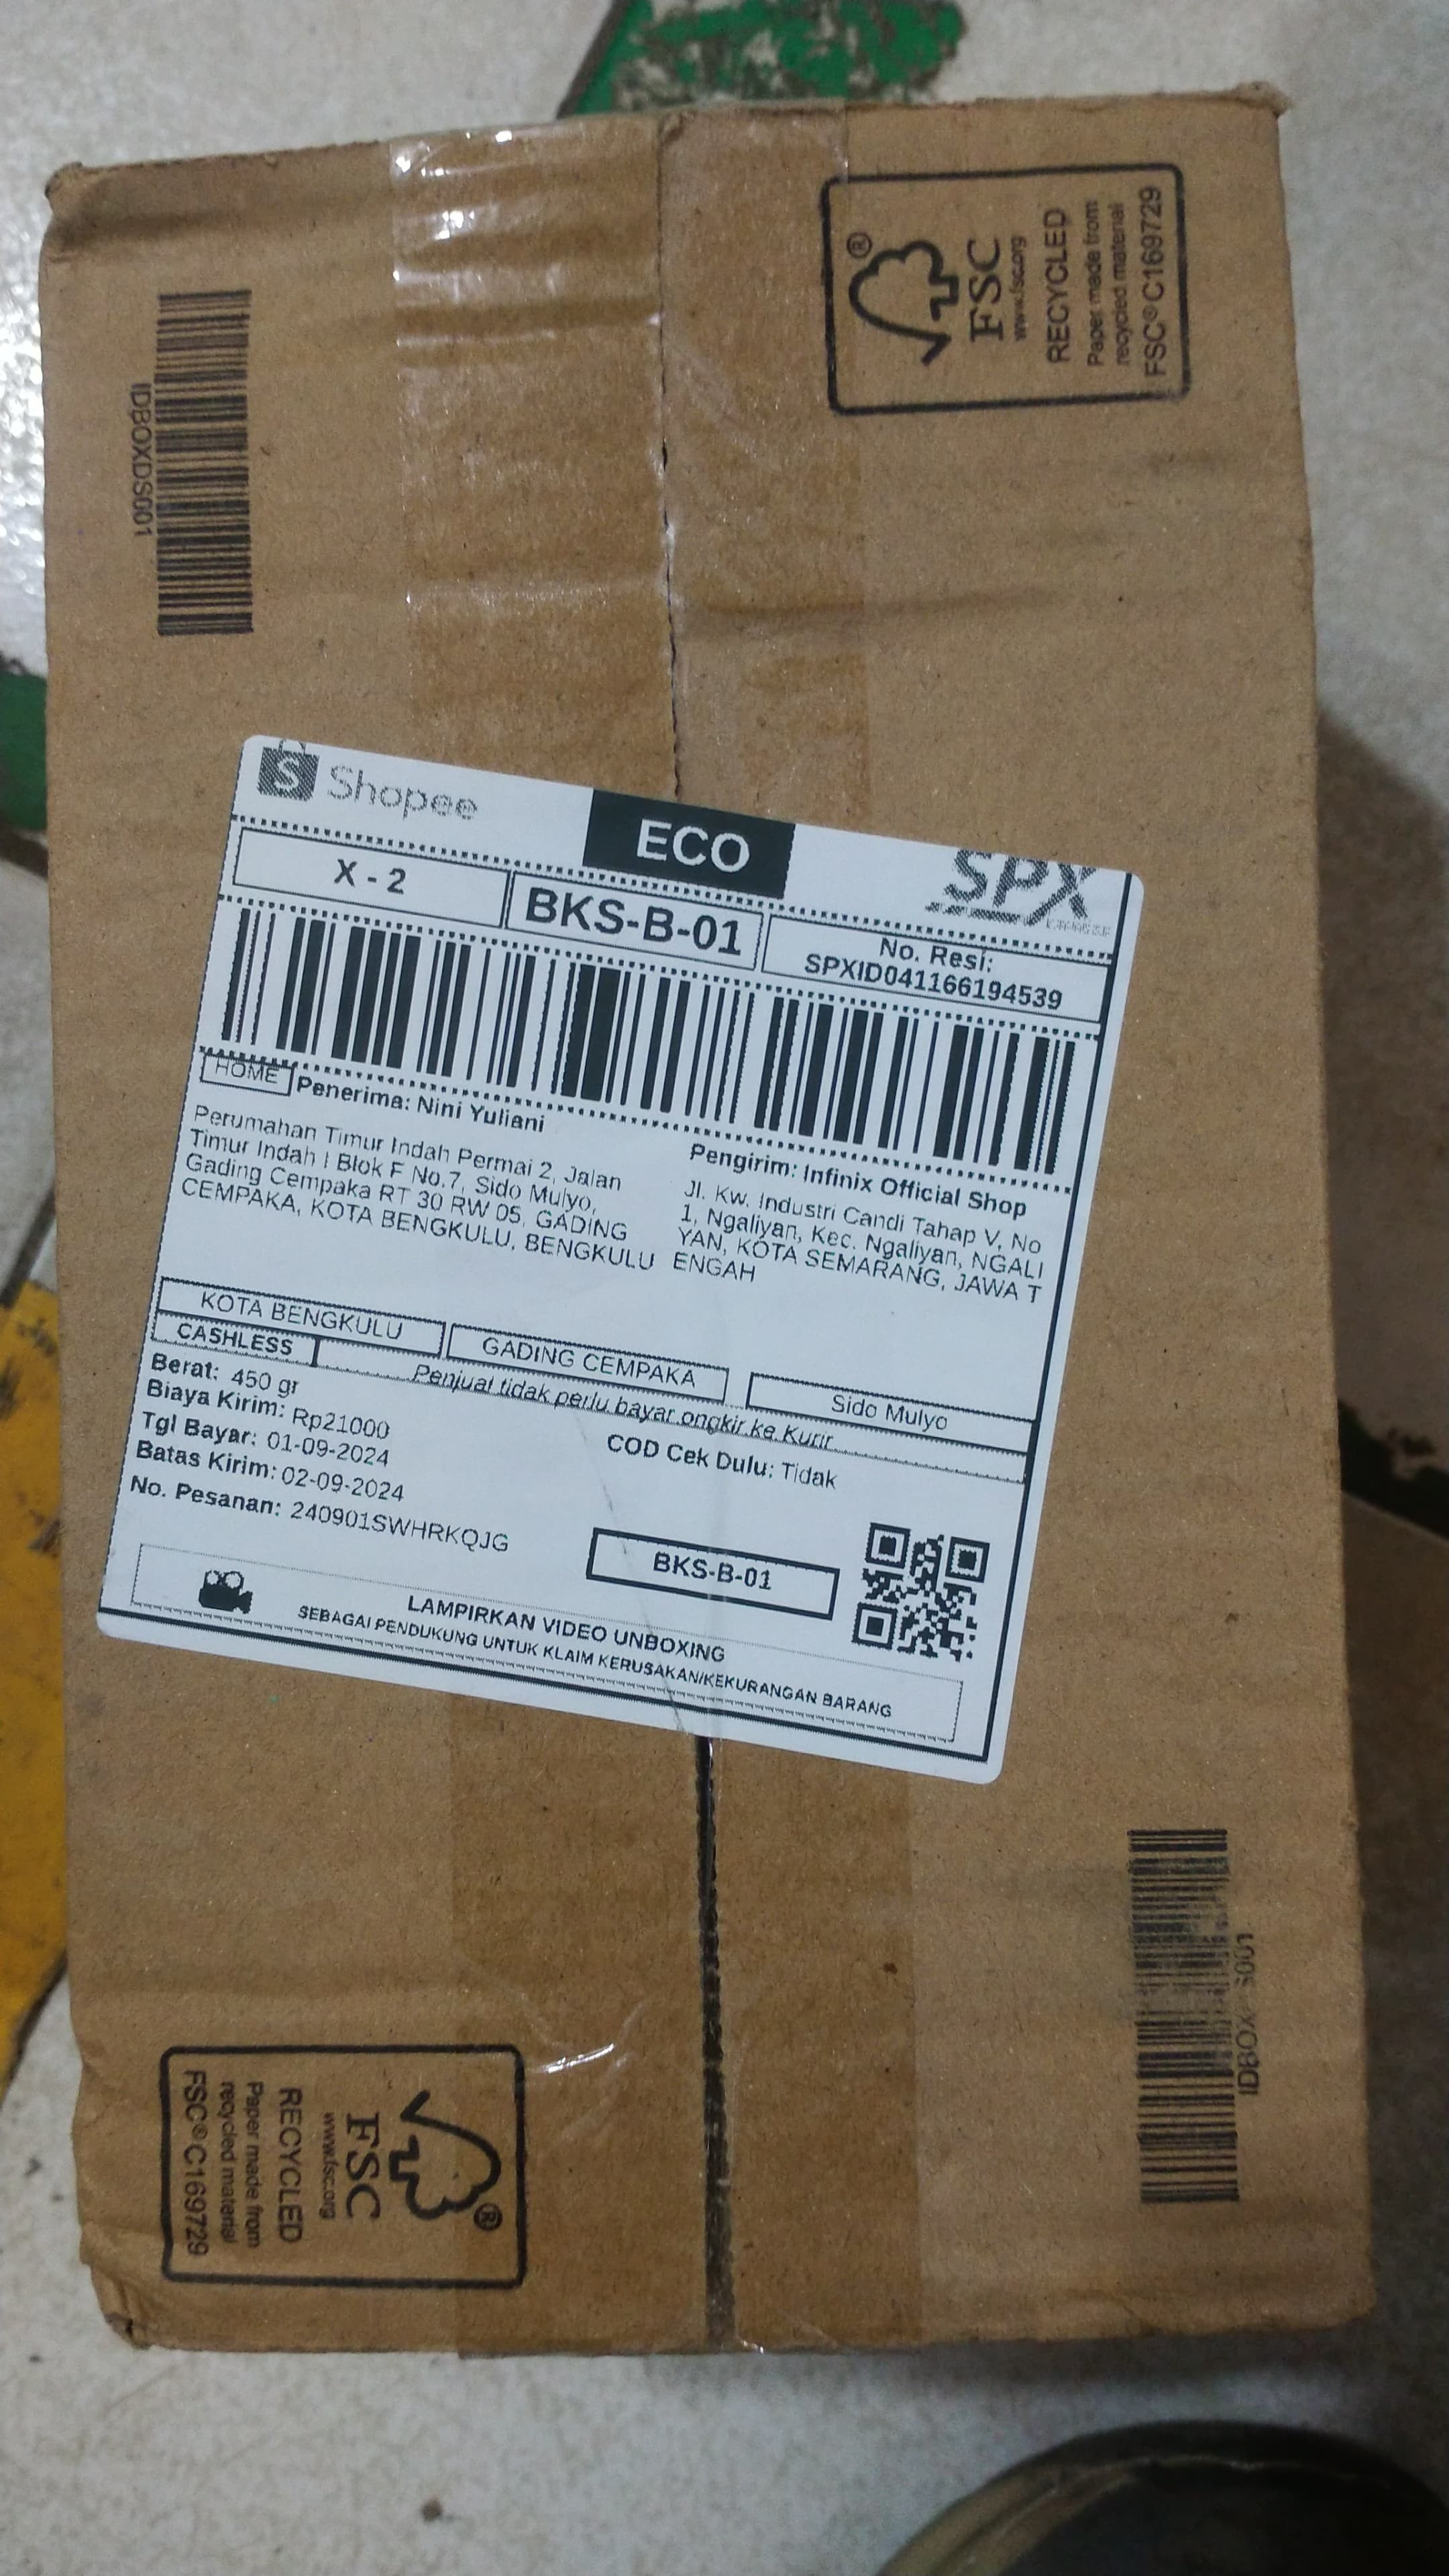 IDBOXDS001
FSC®
www.fsc.org
RECYCLED
Paper made from
recycled material
FSC®C169729
Shopee
ECO
SPX
X - 2
BKS-B-01
No. Resi:
SPXID041166194539
HOME
Penerima: Nini Yuliani
Perumahan Timur Indah Permai 2, Jalan
Timur Indah I Blok F No.7, Sido Mulyo,
Gading Cempaka RT 30 RW 05, GADING
CEMPAKA, KOTA BENGKULU, BENGKULU
Pengirim: Infinix Official Shop
Jl. Kw. Industri Candi Tahap V, No
1, Ngaliyan, Kec. Ngaliyan, NGALI
YAN, KOTA SEMARANG, JAWA T
ENGAH
KOTA BENGKULU
GADING CEMPAKA
Sido Mulyo
CASHLESS
Penjual tidak perlu bayar ongkir ke Kurir
Berat: 450 gr
Biaya Kirim: Rp21000
Tgl Bayar: 01-09-2024
Batas Kirim: 02-09-2024
COD Cek Dulu: Tidak
No. Pesanan: 240901SWHRKQJG
BKS-B-01
LAMPIRKAN VIDEO UNBOXING
SEBAGAI PENDUKUNG UNTUK KLAIM KERUSAKAN/KEKURANGAN BARANG
FSC®
www.fsc.org
RECYCLED
Paper made from
recycled material
FSC®C169729